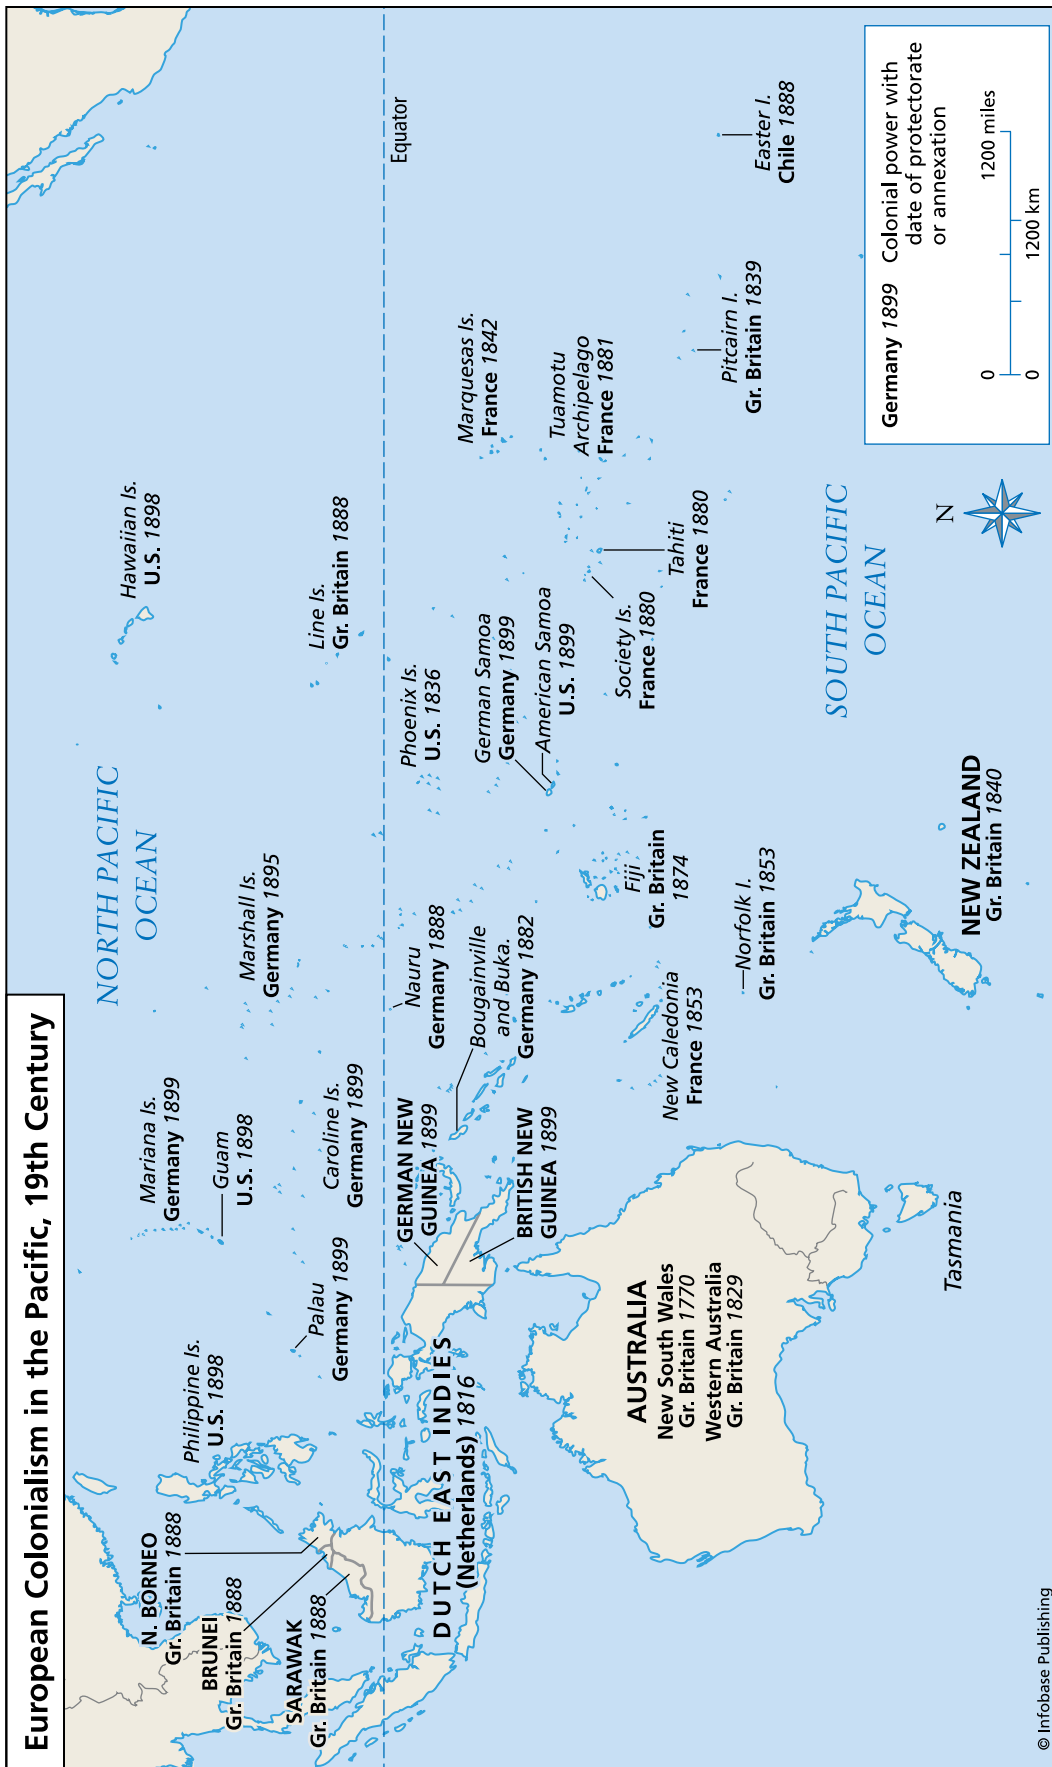 European Colonialism in the Pacific, 19th Century
NORTH PACIFIC
OCEAN
Hawaiian Is.
U.S. 1898
Mariana Is.
Germany 1899
Guam
U.S. 1898
Philippine Is.
U.S. 1898
N. BORNEO
Gr. Britain 1888
BRUNEI
Gr. Britain 1888
SARAWAK
Gr. Britain 1888
Marshall Is.
Germany 1895
Line Is.
Gr. Britain 1888
Caroline Is.
Germany 1899
Palau
Germany 1899
Equator
Nauru
Germany 1888
Phoenix Is.
U.S. 1836
GERMAN NEW
GUINEA 1899
Bougainville
and Buka.
Germany 1882
BRITISH NEW
GUINEA 1899
DUTCH EAST INDIES
(Netherlands) 1816
Marquesas Is.
France 1842
German Samoa
Germany 1899
American Samoa
U.S. 1899
Tuamotu
Archipelago
France 1881
Society Is.
France 1880
Tahiti
France 1880
Fiji
Gr. Britain
1874
New Caledonia
France 1853
Norfolk I.
Gr. Britain 1853
Pitcairn I.
Gr. Britain 1839
Easter I.
Chile 1888
AUSTRALIA
New South Wales
Gr. Britain 1770
Western Australia
Gr. Britain 1829
Tasmania
SOUTH PACIFIC
OCEAN
NEW ZEALAND
Gr. Britain 1840
N
Germany 1899 Colonial power with
date of protectorate
or annexation
0 1200 miles
0 1200 km
© Infobase Publishing